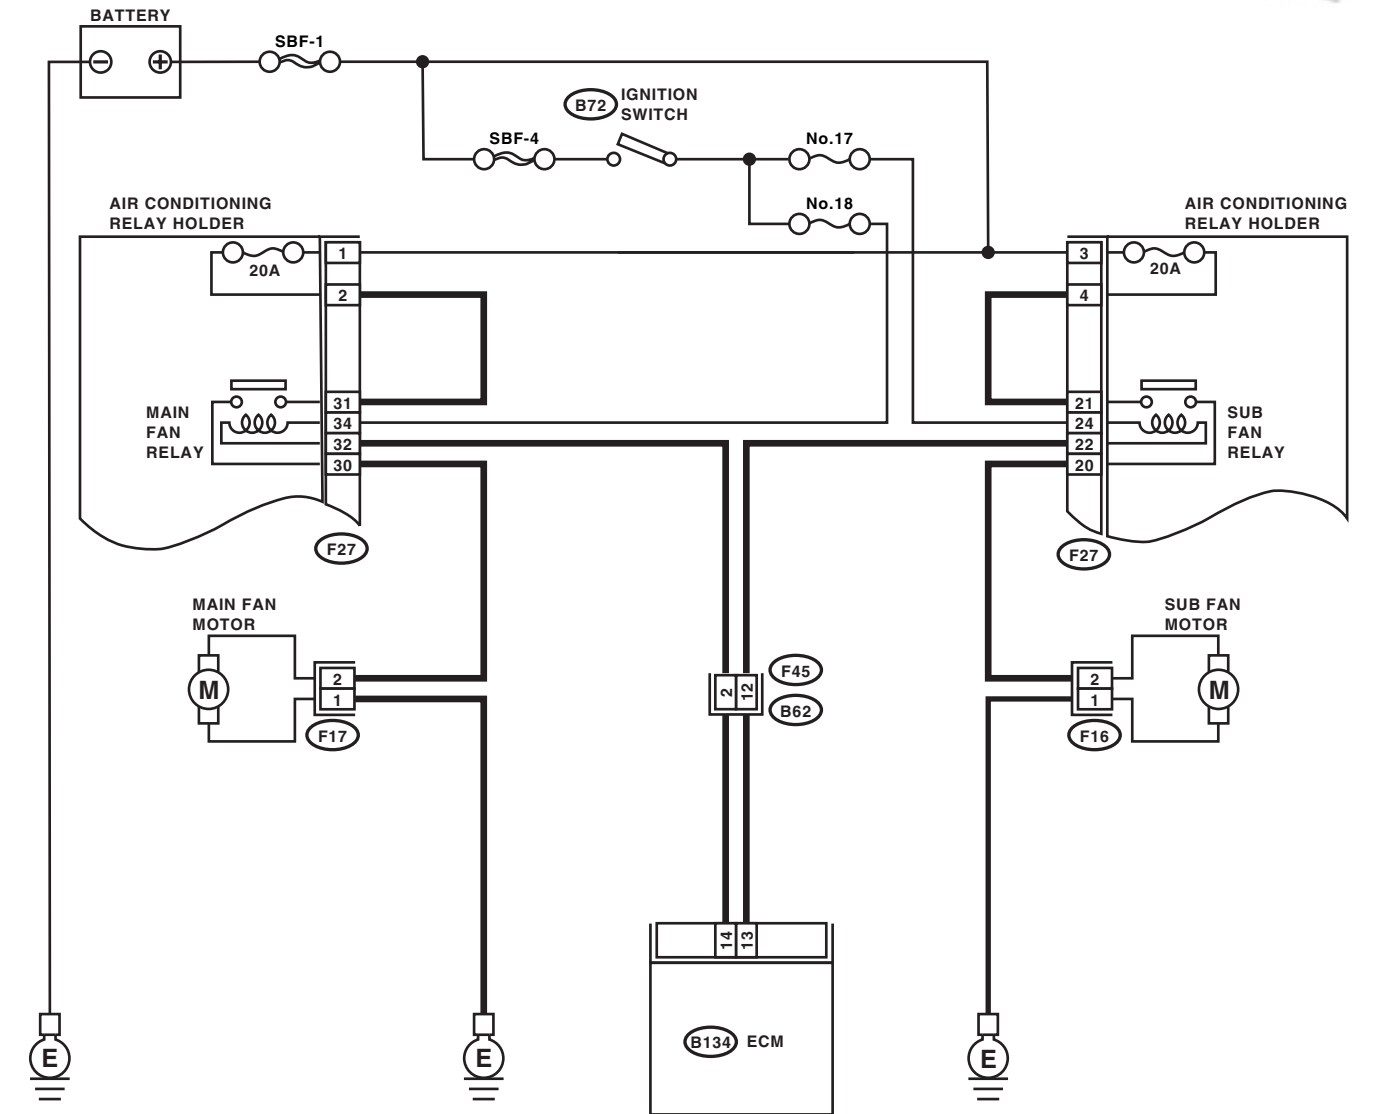 BATTERY
SBF-1
B72
IGNITION
SWITCH
SBF-4
No.17
No.18
AIR CONDITIONING
RELAY HOLDER
20A
1
2
31
34
32
30
MAIN
FAN
RELAY
F27
AIR CONDITIONING
RELAY HOLDER
3
20A
4
21
24
22
20
SUB
FAN
RELAY
F27
MAIN FAN
MOTOR
M
2
1
F17
2
12
F45
B62
SUB FAN
MOTOR
2
1
M
F16
14
13
B134
ECM
E
E
E